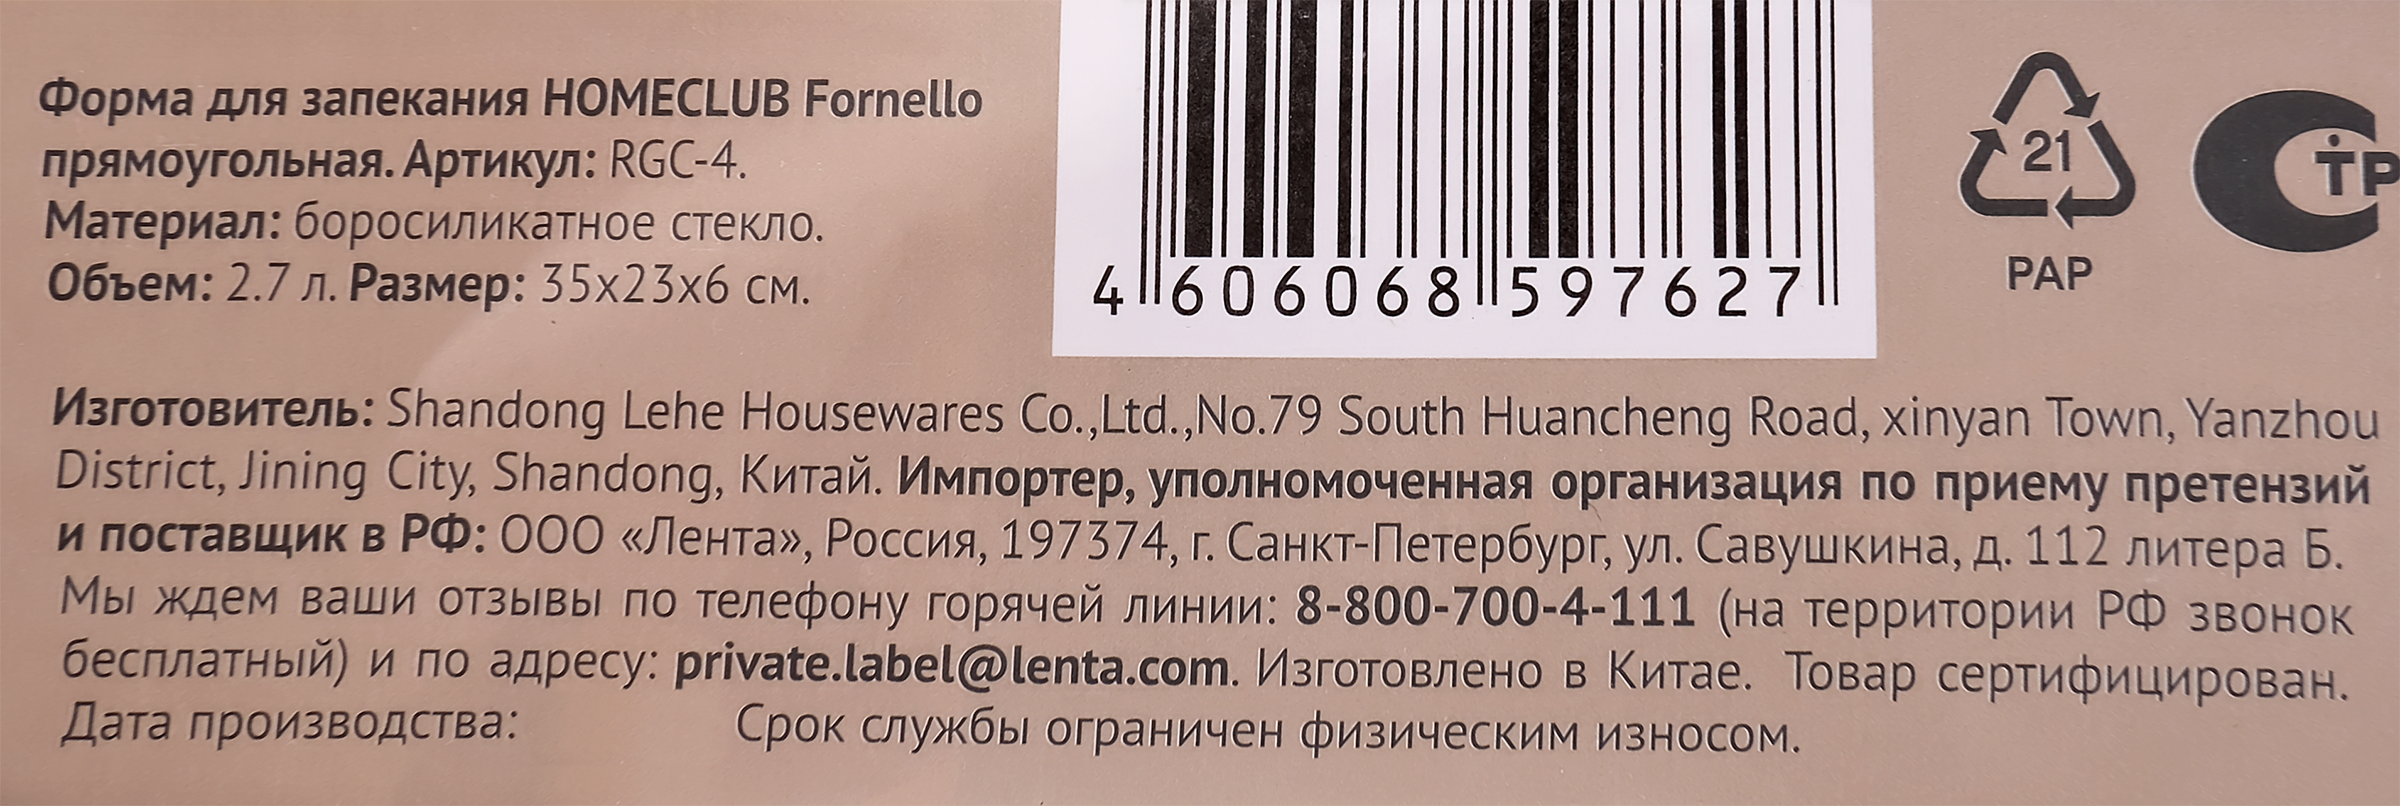 Форма для запекания HOMECLUB Fornello
прямоугольная. Артикул: RGC-4.
Материал: боросиликатное стекло.
Объем: 2.7 л. Размер: 35х23х6 см.
4 606068 597627
21
PAP
СТР
Изготовитель: Shandong Lehe Housewares Co.,Ltd.,No.79 South Huancheng Road, xinyan Town, Yanzhou
District, Jining City, Shandong, Китай. Импортер, уполномоченная организация по приему претензий
и поставщик в РФ: ООО «Лента», Россия, 197374, г. Санкт-Петербург, ул. Савушкина, д. 112 литера Б.
Мы ждем ваши отзывы по телефону горячей линии: 8-800-700-4-111 (на территории РФ звонок
бесплатный) и по адресу: private.label@lenta.com. Изготовлено в Китае. Товар сертифицирован.
Дата производства: Срок службы ограничен физическим износом.